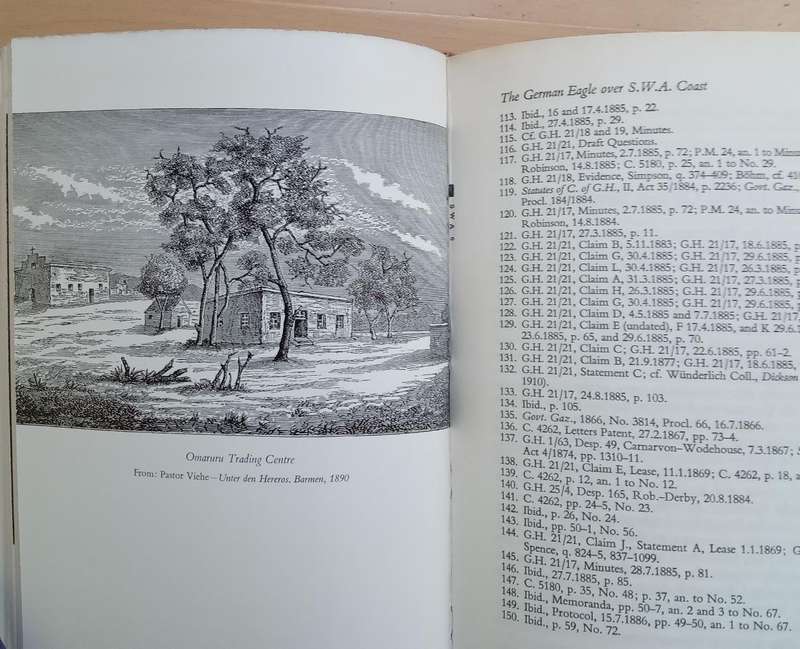 Omaruru Trading Centre
From: Pastor Viehe—Unter den Hereros, Barmen, 1890
The German Eagle over S.W.A. Coast
113. Ibid., 16 and 17.4.1885, p. 22.
114. Ibid., 27.4.1885, p. 29.
115. Cf. G.H. 21/18 and 19, Minutes.
116. G.H. 21/21, Draft Questions.
117. G.H. 21/17, Minutes, 2.7.1885, p. 72; P.M. 24, an. 1 to
Robinson, 14.8.1885; C. 5180, p. 25, an. 1 to No. 29.
118. G.H. 21/18, Evidence, Simpson, q. 374–409; Böhm, cf.
119. Statutes of C. of G.H., II, Act 35/1884, p. 2236; Govt. Gaz.,
Procl. 184/1884.
120. G.H. 21/17, Minutes, 2.7.1885, p. 72; P.M. 24, an. 1 to
Robinson, 14.8.1884.
121. G.H. 21/17, 27.3.1885, p. 11.
122. G.H. 21/21, Claim B, 5.11.1883; G.H. 21/17, 18.6.1885,
123. G.H. 21/21, Claim G, 30.4.1885; G.H. 21/17, 29.6.1885,
124. G.H. 21/21, Claim L, 30.4.1885; G.H. 21/17, 26.3.1885,
125. G.H. 21/21, Claim A, 31.3.1885; G.H. 21/17, 27.3.1885,
126. G.H. 21/21, Claim H, 26.3.1885; G.H. 21/17, 29.6.1885,
127. G.H. 21/21, Claim G, 30.4.1885; G.H. 21/17, 29.6.1885,
128. G.H. 21/21, Claim D, 4.5.1885 and 7.7.1885; G.H. 21/17,
129. G.H. 21/21, Claim E (undated), F 17.4.1885, and K 29.6.
23.6.1885, p. 65, and 29.6.1885, p. 70.
130. G.H. 21/21, Claim C; G.H. 21/17, 22.6.1885, pp. 61–2.
131. G.H. 21/21, Claim B, 21.9.1877; G.H. 21/17, 18.6.1885,
132. G.H. 21/21, Statement C; cf. Wünderlich Coll., Dickson
1910).
133. G.H. 21/17, 24.8.1885, p. 103.
134. Ibid., p. 105.
135. Govt. Gaz., 1866, No. 3814, Procl. 66, 16.7.1866.
136. C. 4262, Letters Patent, 27.2.1867, pp. 73–4.
137. G.H. 1/63, Desp. 49, Carnarvon–Wodehouse, 7.3.1867;
Act 4/1874, pp. 1310–11.
138. G.H. 21/21, Claim E, Lease, 11.1.1869; C. 4262, p. 18,
139. C. 4262, p. 12, an. 1 to No. 12.
140. G.H. 25/4, Desp. 165, Rob.–Derby, 20.8.1884.
141. C. 4262, pp. 24–5, No. 23.
142. Ibid., p. 26, No. 24.
143. Ibid., pp. 50–1, No. 56.
144. G.H. 21/21, Claim J., Statement A, Lease 1.1.1869;
Spence, q. 824–5, 837–1099.
145. G.H. 21/17, Minutes, 28.7.1885, p. 81.
146. Ibid., 27.7.1885, p. 85.
147. C. 5180, p. 35, No. 48; p. 37, an. to No. 52.
148. Ibid., Memoranda, pp. 50–7, an. 2 and 3 to No. 67.
149. Ibid., Protocol, 15.7.1886, pp. 49–50, an. 1 to No. 67.
150. Ibid., p. 59, No. 72.